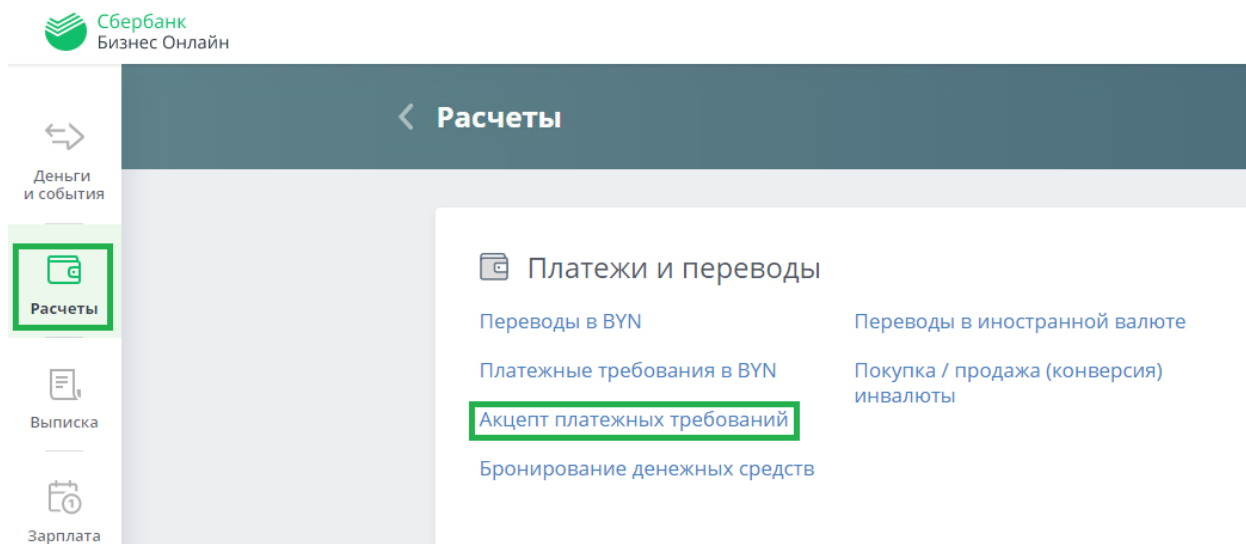 Сбербанк
Бизнес Онлайн
Расчеты
Деньги
и события
Расчеты
Выписка
1
Зарплата
Платежи и переводы
Переводы в BYN
Переводы в иностранной валюте
Платежные требования в BYN
Покупка / продажа (конверсия)
инвалюты
Акцепт платежных требований
Бронирование денежных средств